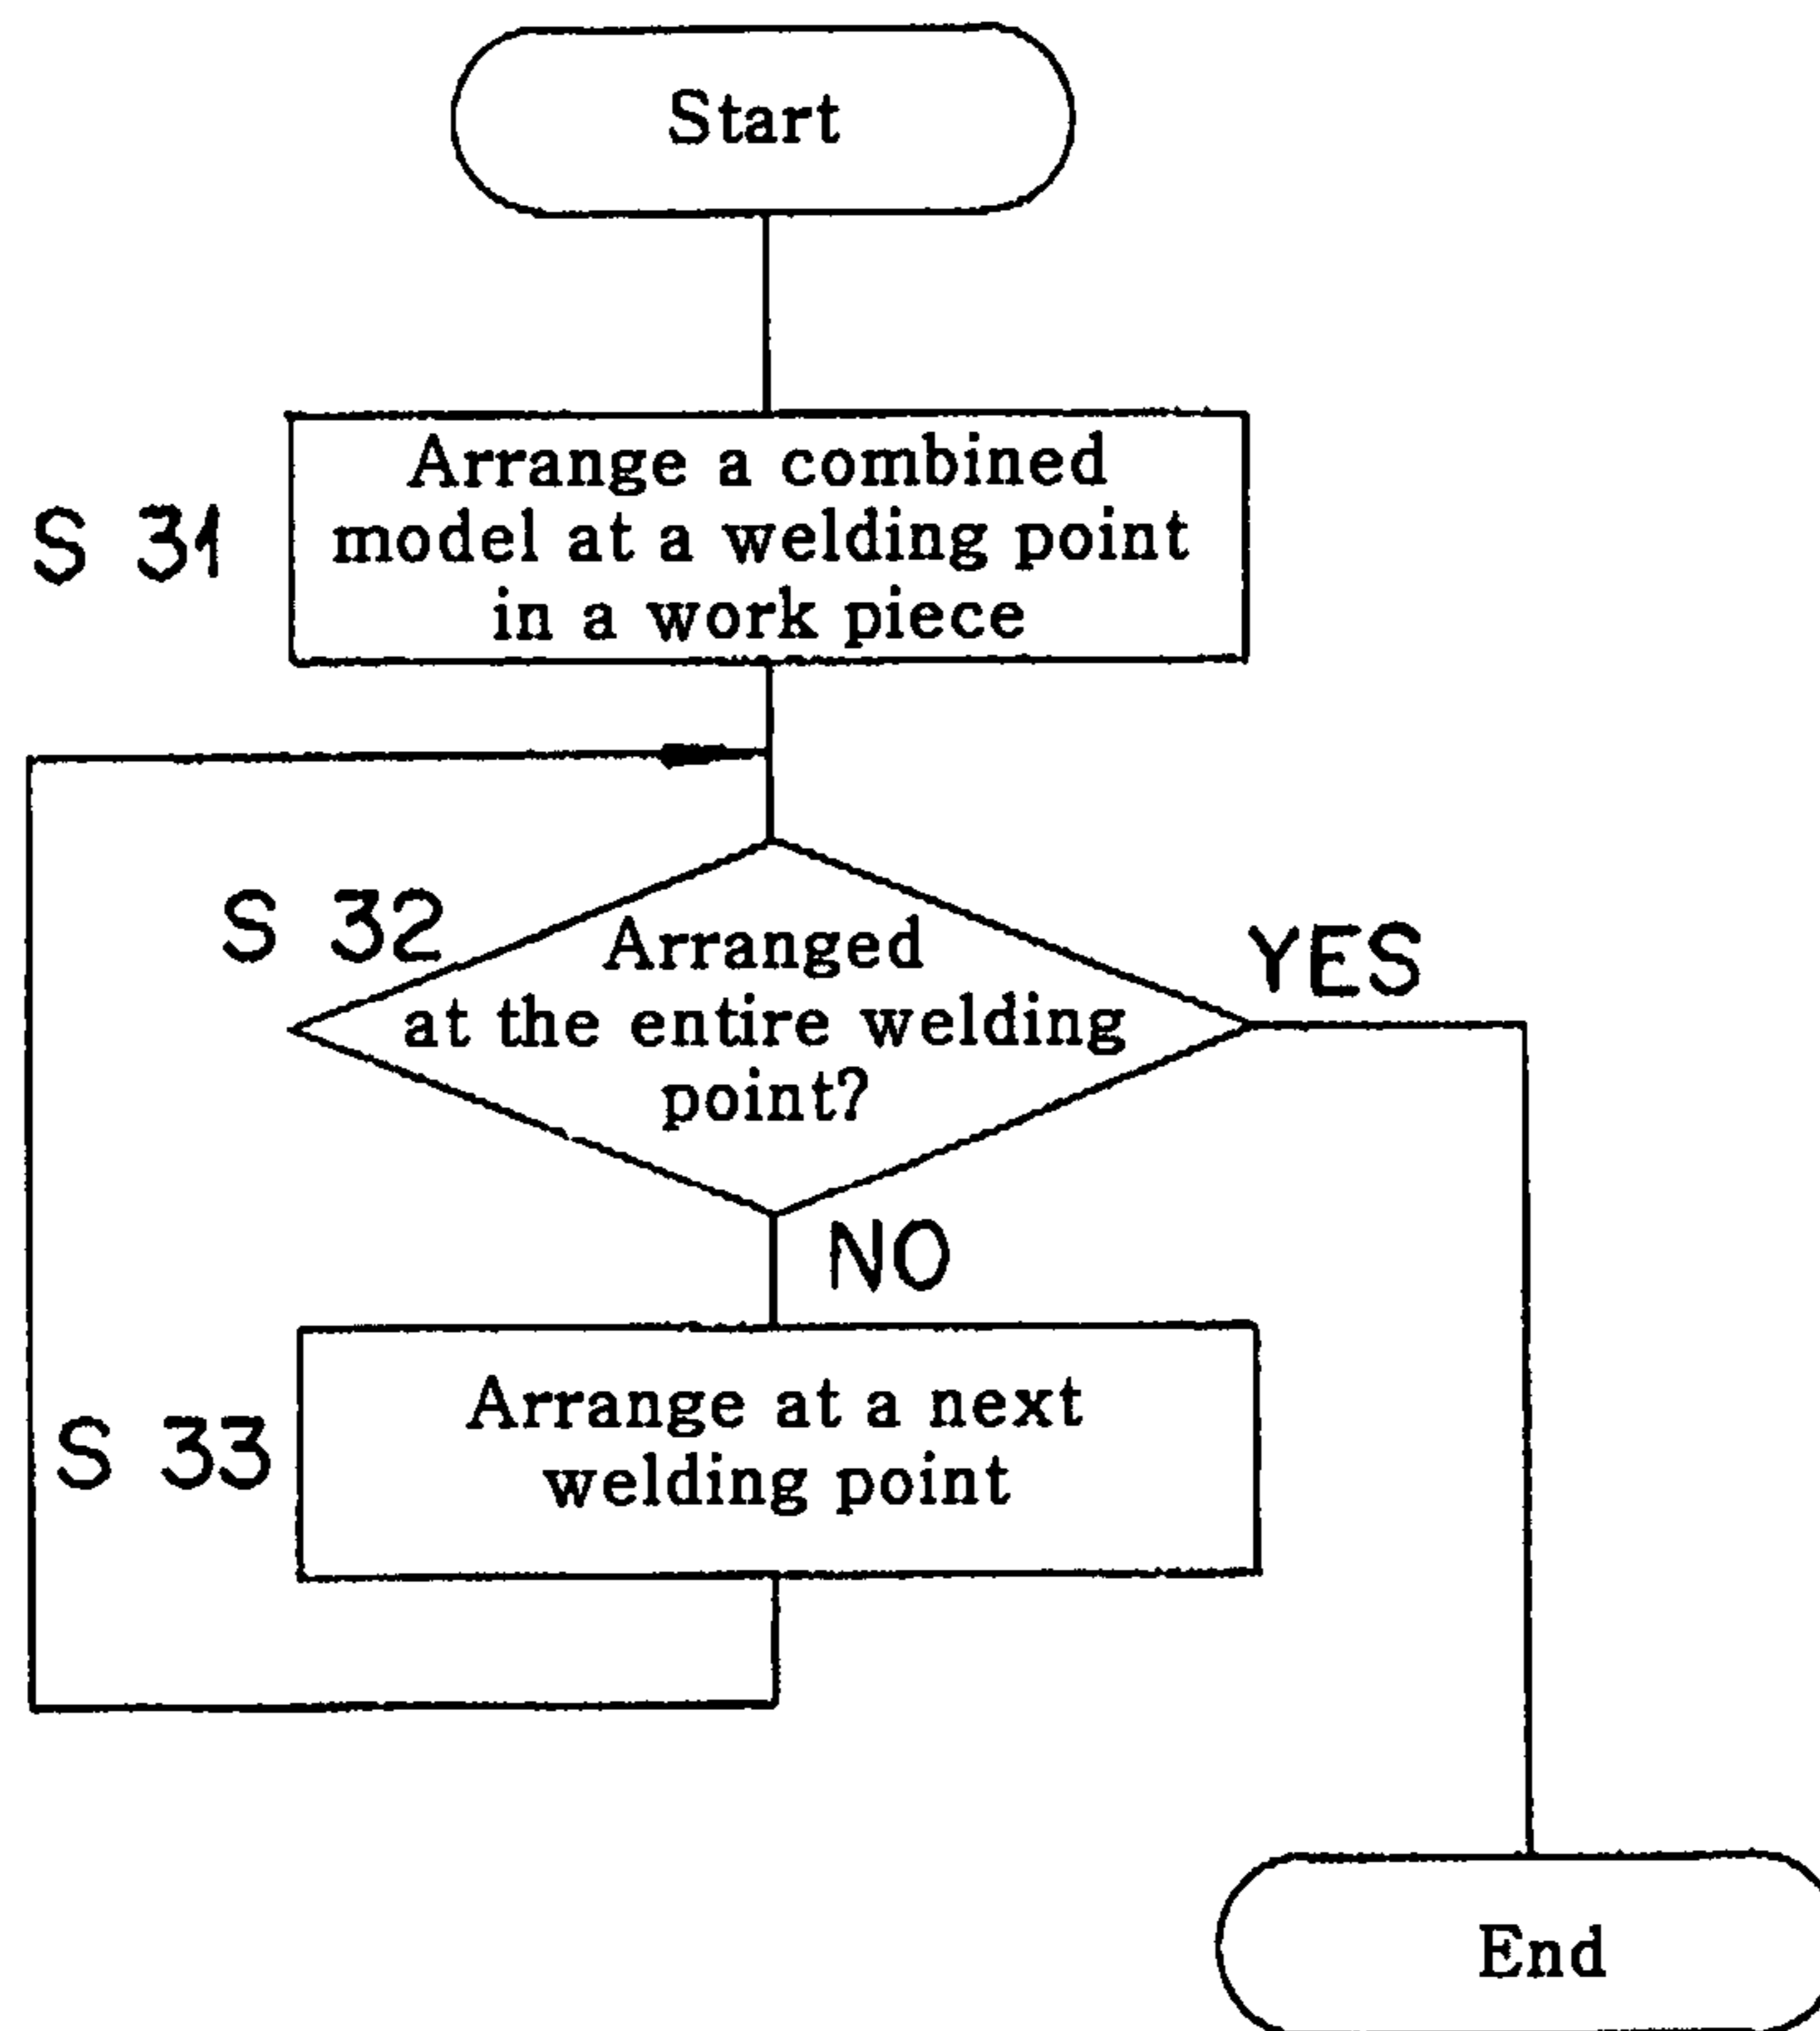 Start
S 31
Arrange a combined
model at a welding point
in a work piece
S 32
Arranged
at the entire welding
point?
YES
NO
S 33
Arrange at a next
welding point
End